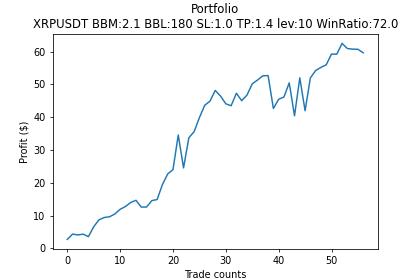 Portfolio
XRPUSDT BBM:2.1 BBL:180 SL:1.0 TP:1.4 lev:10 WinRatio:72.0
Profit ($)
60
50
40
30
20
10
0
0 10 20 30 40 50
Trade counts